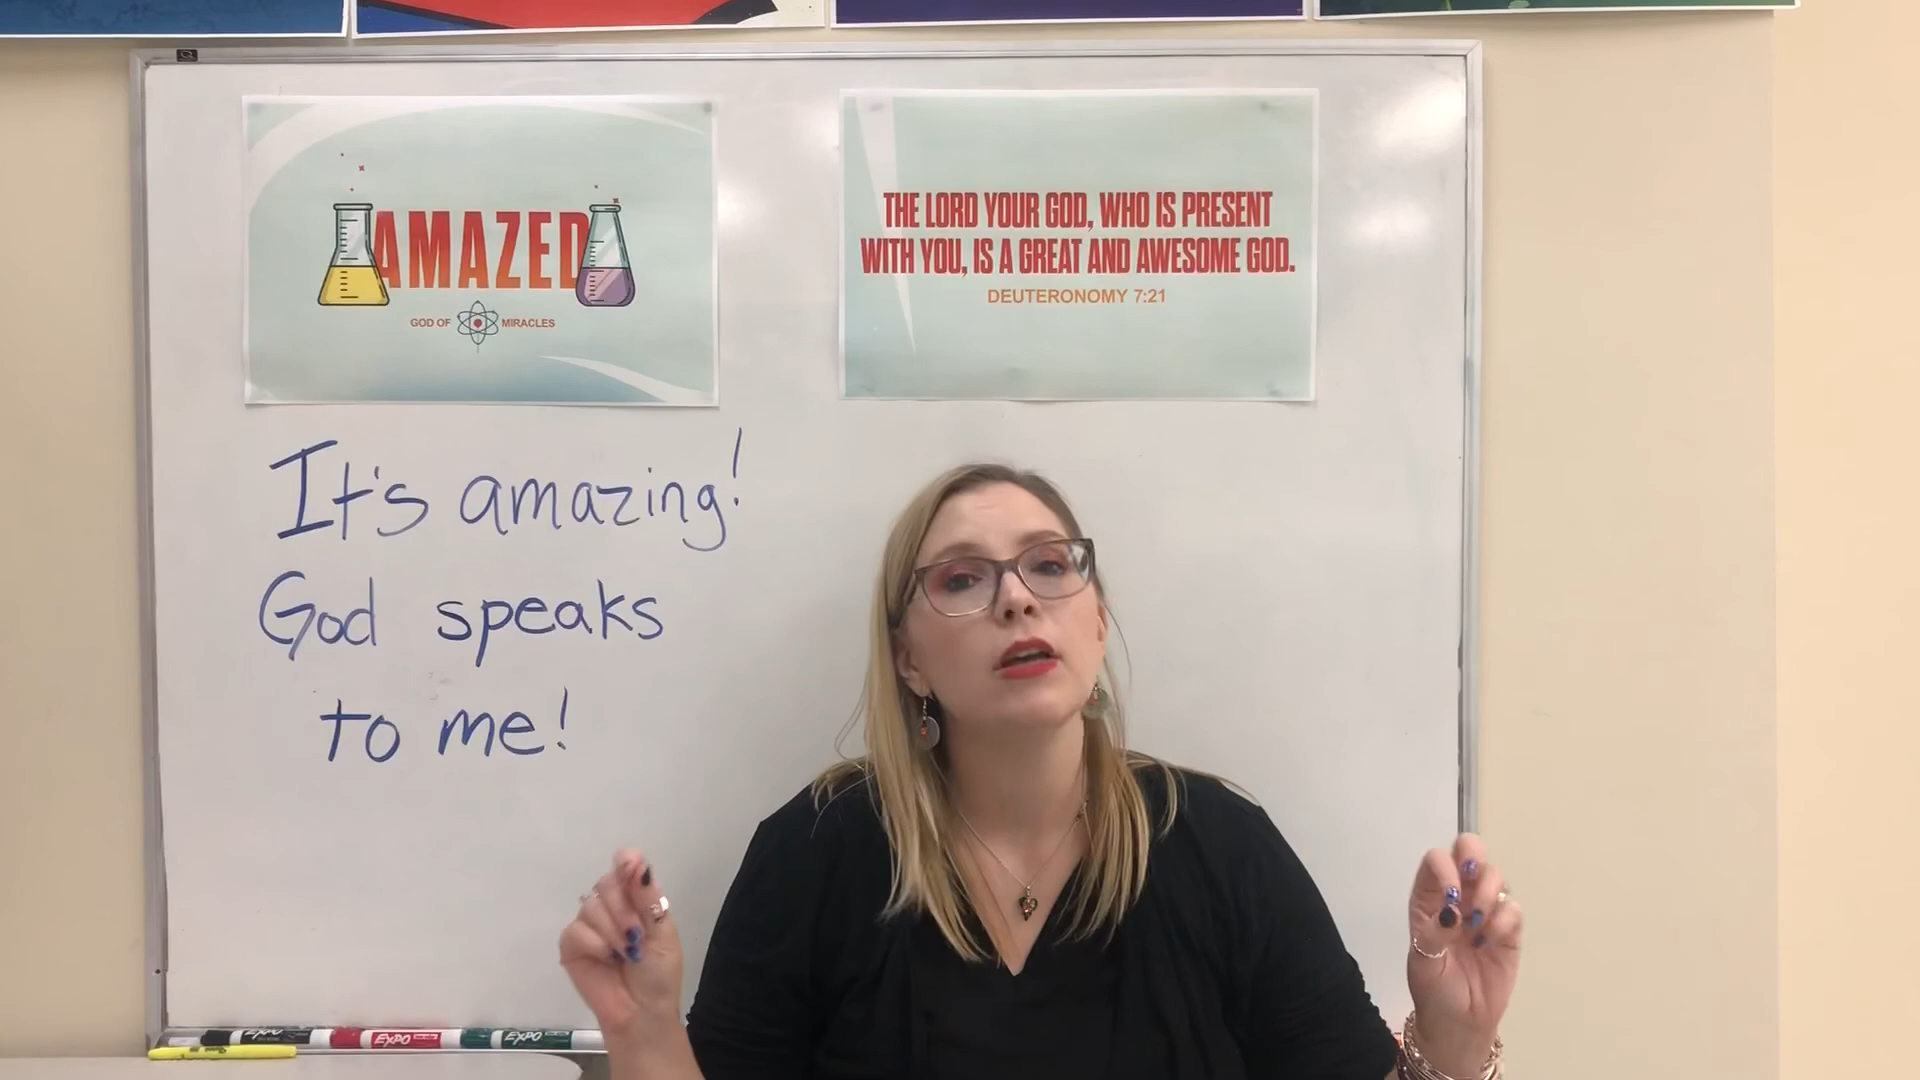 AMAZED
GOD OF MIRACLES
THE LORD YOUR GOD, WHO IS PRESENT
WITH YOU, IS A GREAT AND AWESOME GOD.
DEUTERONOMY 7:21
It's amazing!
God speaks
to me!
EXPO EXPO EXPO